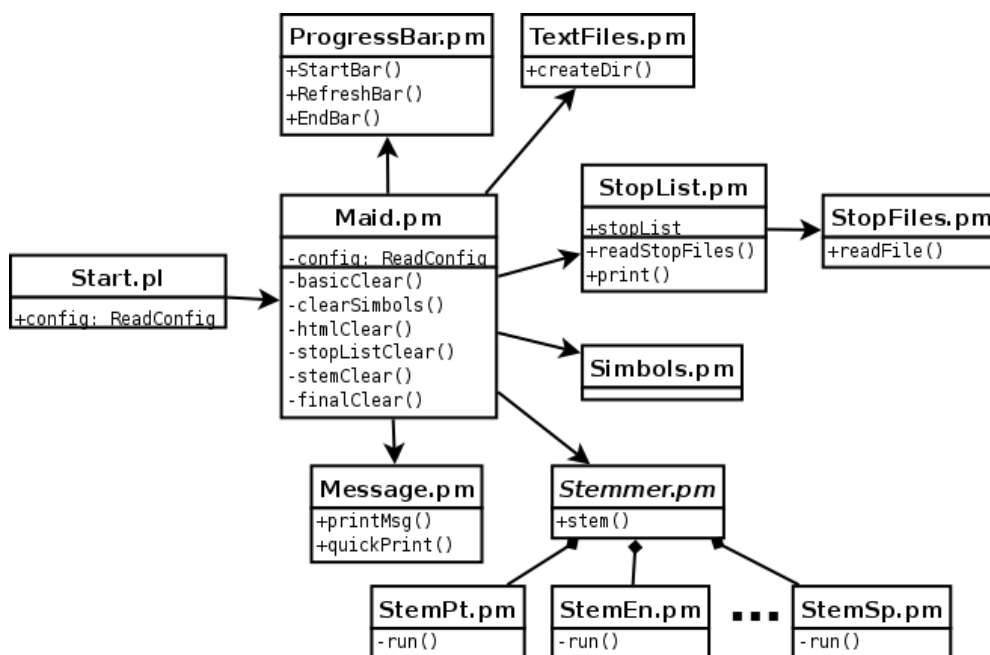 ProgressBar.pm
+StartBar()
+RefreshBar()
+EndBar()
TextFiles.pm
+createDir()
Maid.pm
-config: ReadConfig
-basicClear()
-clearSimbols()
-htmlClear()
-stopListClear()
-stemClear()
-finalClear()
StopList.pm
+stopList
+readStopFiles()
+print()
StopFiles.pm
+readFile()
Start.pl
+config: ReadConfig
Simbols.pm
Message.pm
+printMsg()
+quickPrint()
Stemmer.pm
+stem()
StemPt.pm
-run()
StemEn.pm
-run()
...
StemSp.pm
-run()